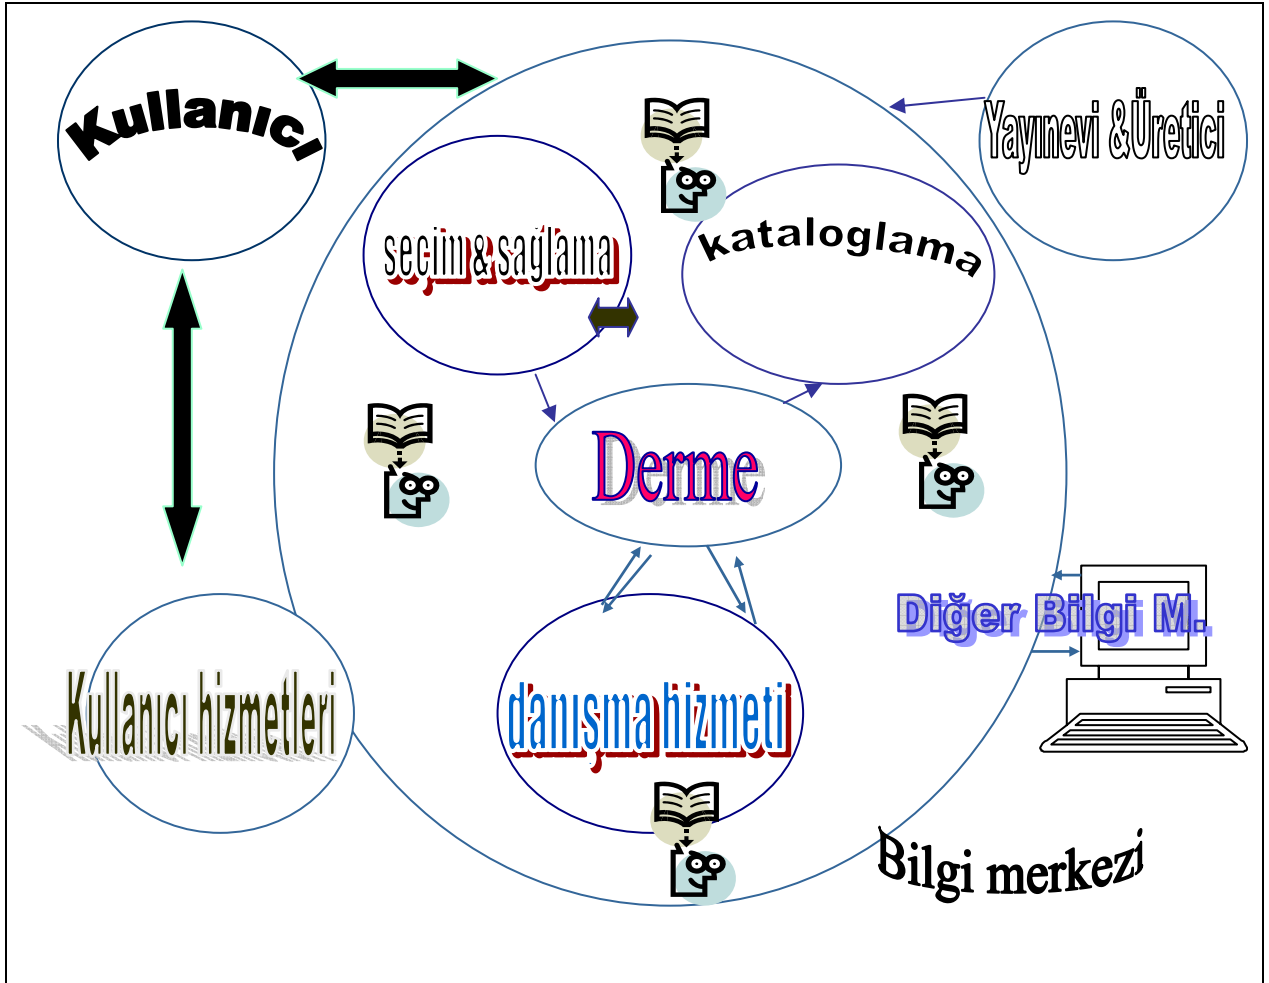 Kullanıcı
Yayınevi &Üretici
seçim & sağlama
kataloglama
Derme
Diğer Bilgi M.
Kullanıcı hizmetleri
danışma hizmeti
Bilgi merkezi